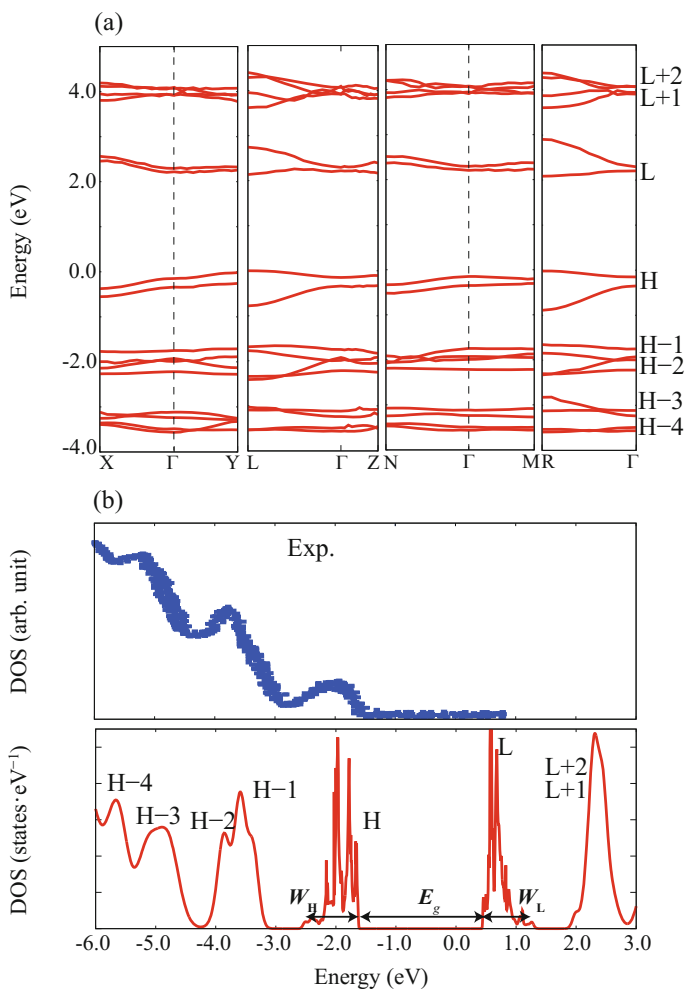 (a)
Energy (eV)
4.0
2.0
0.0
-2.0
-4.0
L+2
L+1
L
H
H−1
H−2
H−3
H−4
X Γ Y L Γ Z N Γ M R Γ
(b)
DOS (arb. unit)
Exp.
DOS (states·eV⁻¹)
H−4
H−3
H−2
H−1
H
L
L+2
L+1
W_H
E_g
W_L
-6.0 -5.0 -4.0 -3.0 -2.0 -1.0 0.0 1.0 2.0 3.0
Energy (eV)